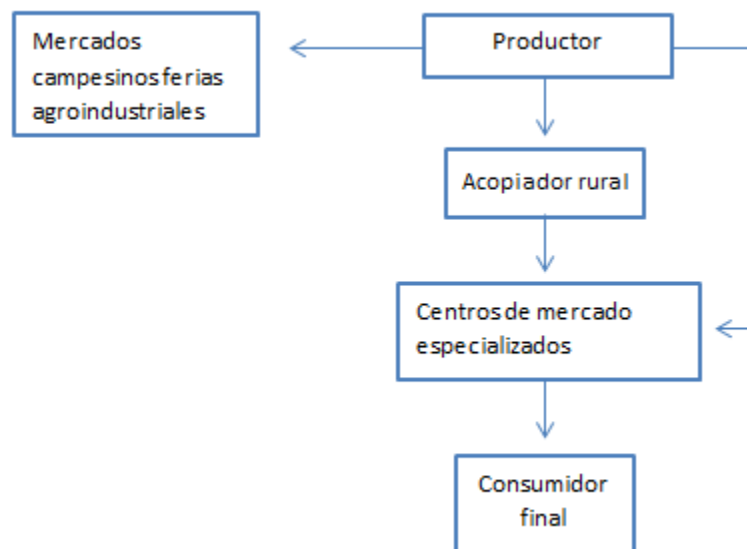 Mercados
campesinos ferias
agroindustriales
Productor
Acopiador rural
Centros de mercado
especializados
Consumidor
final